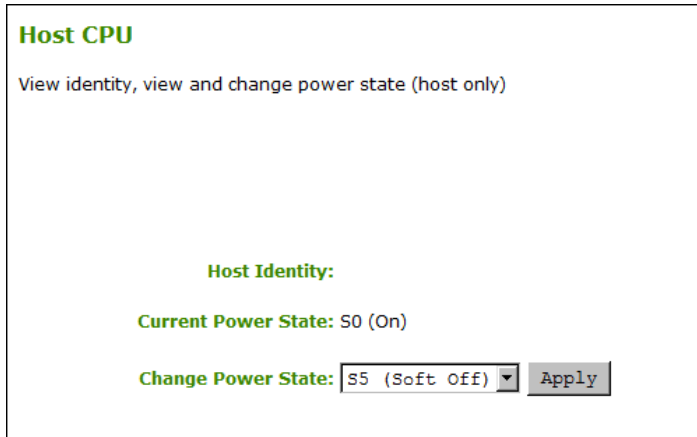 Host CPU
View identity, view and change power state (host only)
Host Identity:
Current Power State: S0 (On)
Change Power State: S5 (Soft Off) Apply